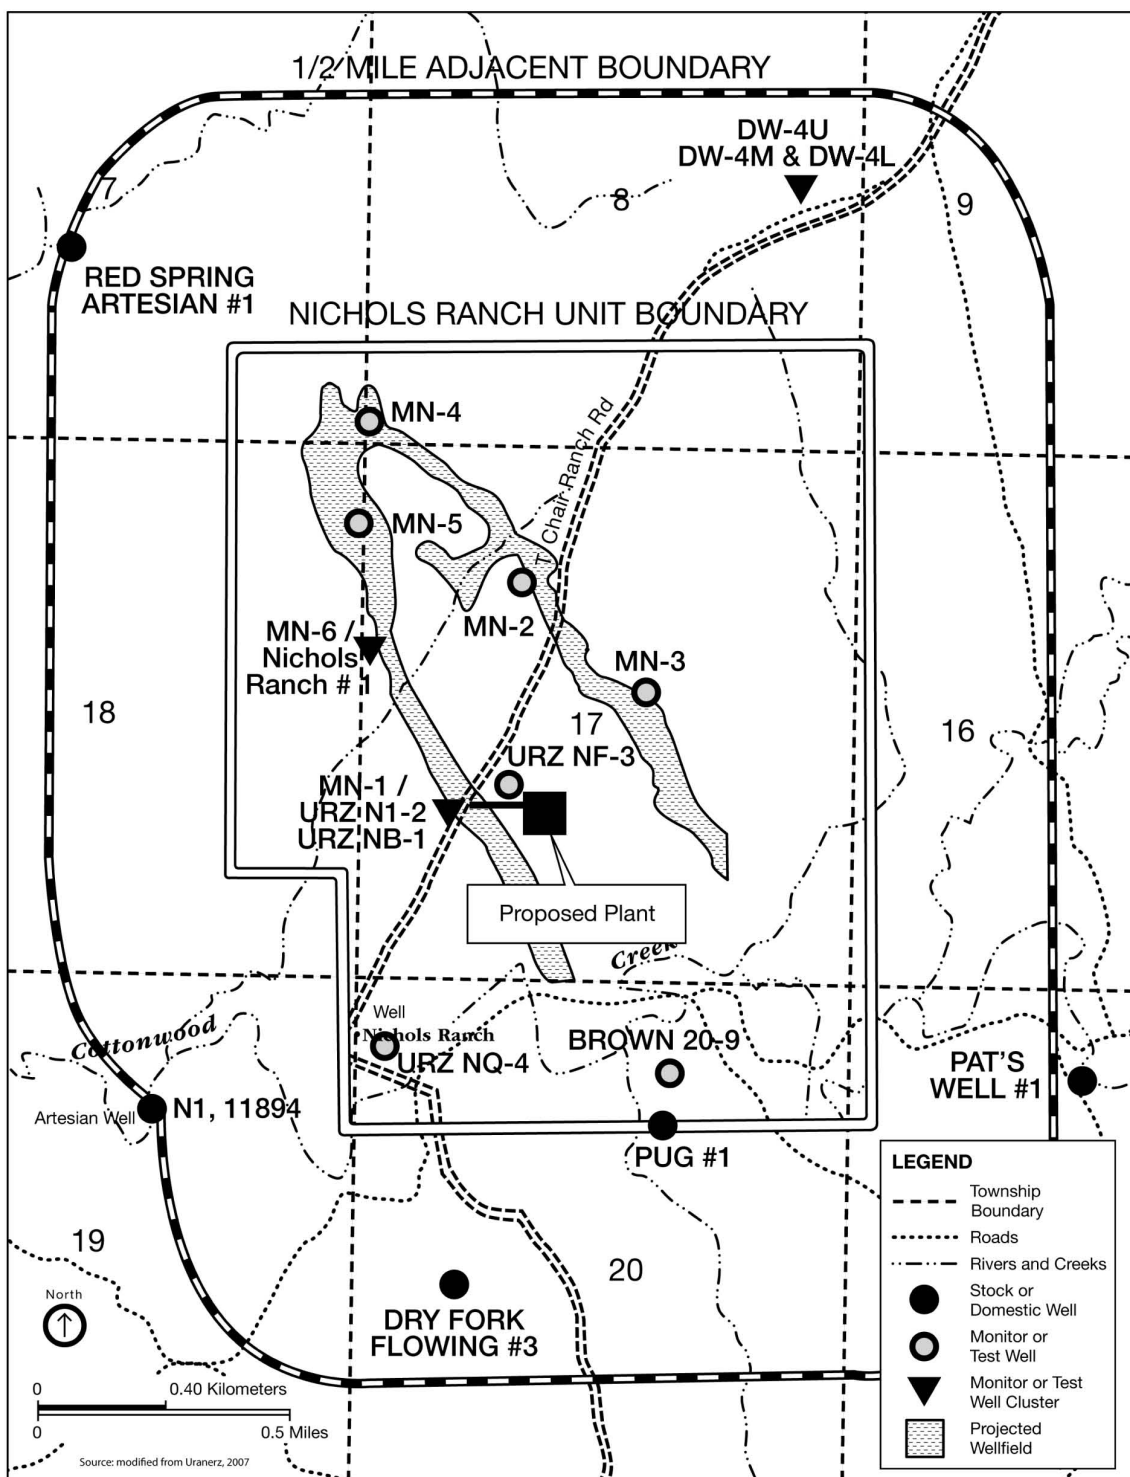 1/2 MILE ADJACENT BOUNDARY
DW-4U
DW-4M & DW-4L
7
8
9
RED SPRING
ARTESIAN #1
NICHOLS RANCH UNIT BOUNDARY
MN-4
T Chair Ranch Rd
MN-5
MN-2
MN-6 /
Nichols
Ranch # 1
MN-3
18
17
16
URZ NF-3
MN-1 /
URZ N1-2
URZ NB-1
Proposed Plant
Creek
Cottonwood
Well
Nichols Ranch
URZ NQ-4
BROWN 20-9
PAT'S
WELL #1
Artesian Well
N1, 11894
PUG #1
19
20
DRY FORK
FLOWING #3
North
0
0.40 Kilometers
0
0.5 Miles
Source: modified from Uranerz, 2007
LEGEND
Township
Boundary
Roads
Rivers and Creeks
Stock or
Domestic Well
Monitor or
Test Well
Monitor or Test
Well Cluster
Projected
Wellfield